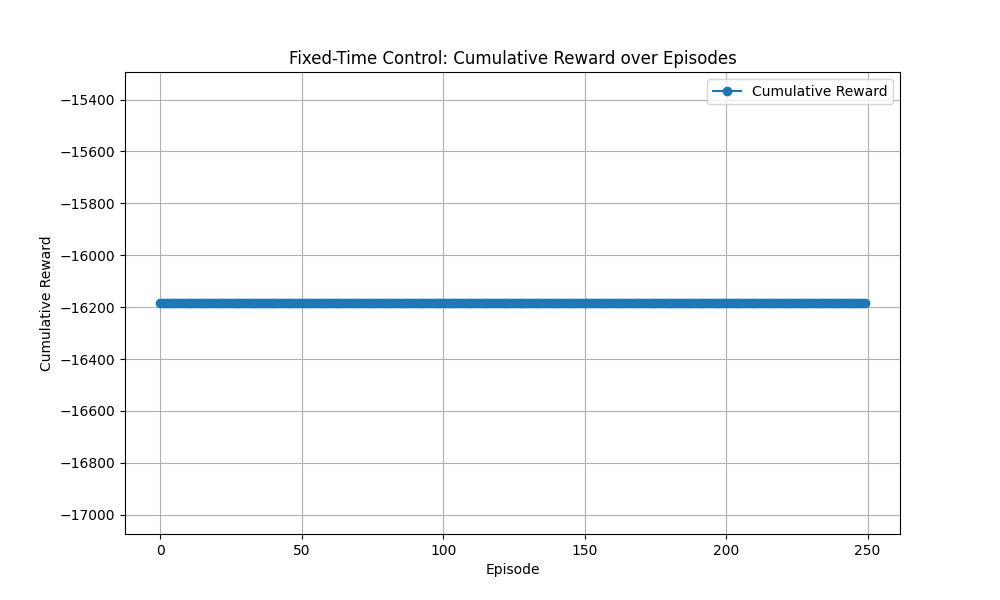 Fixed-Time Control: Cumulative Reward over Episodes
Cumulative Reward
−15400
−15600
−15800
−16000
−16200
−16400
−16600
−16800
−17000
Cumulative Reward
0 50 100 150 200 250
Episode